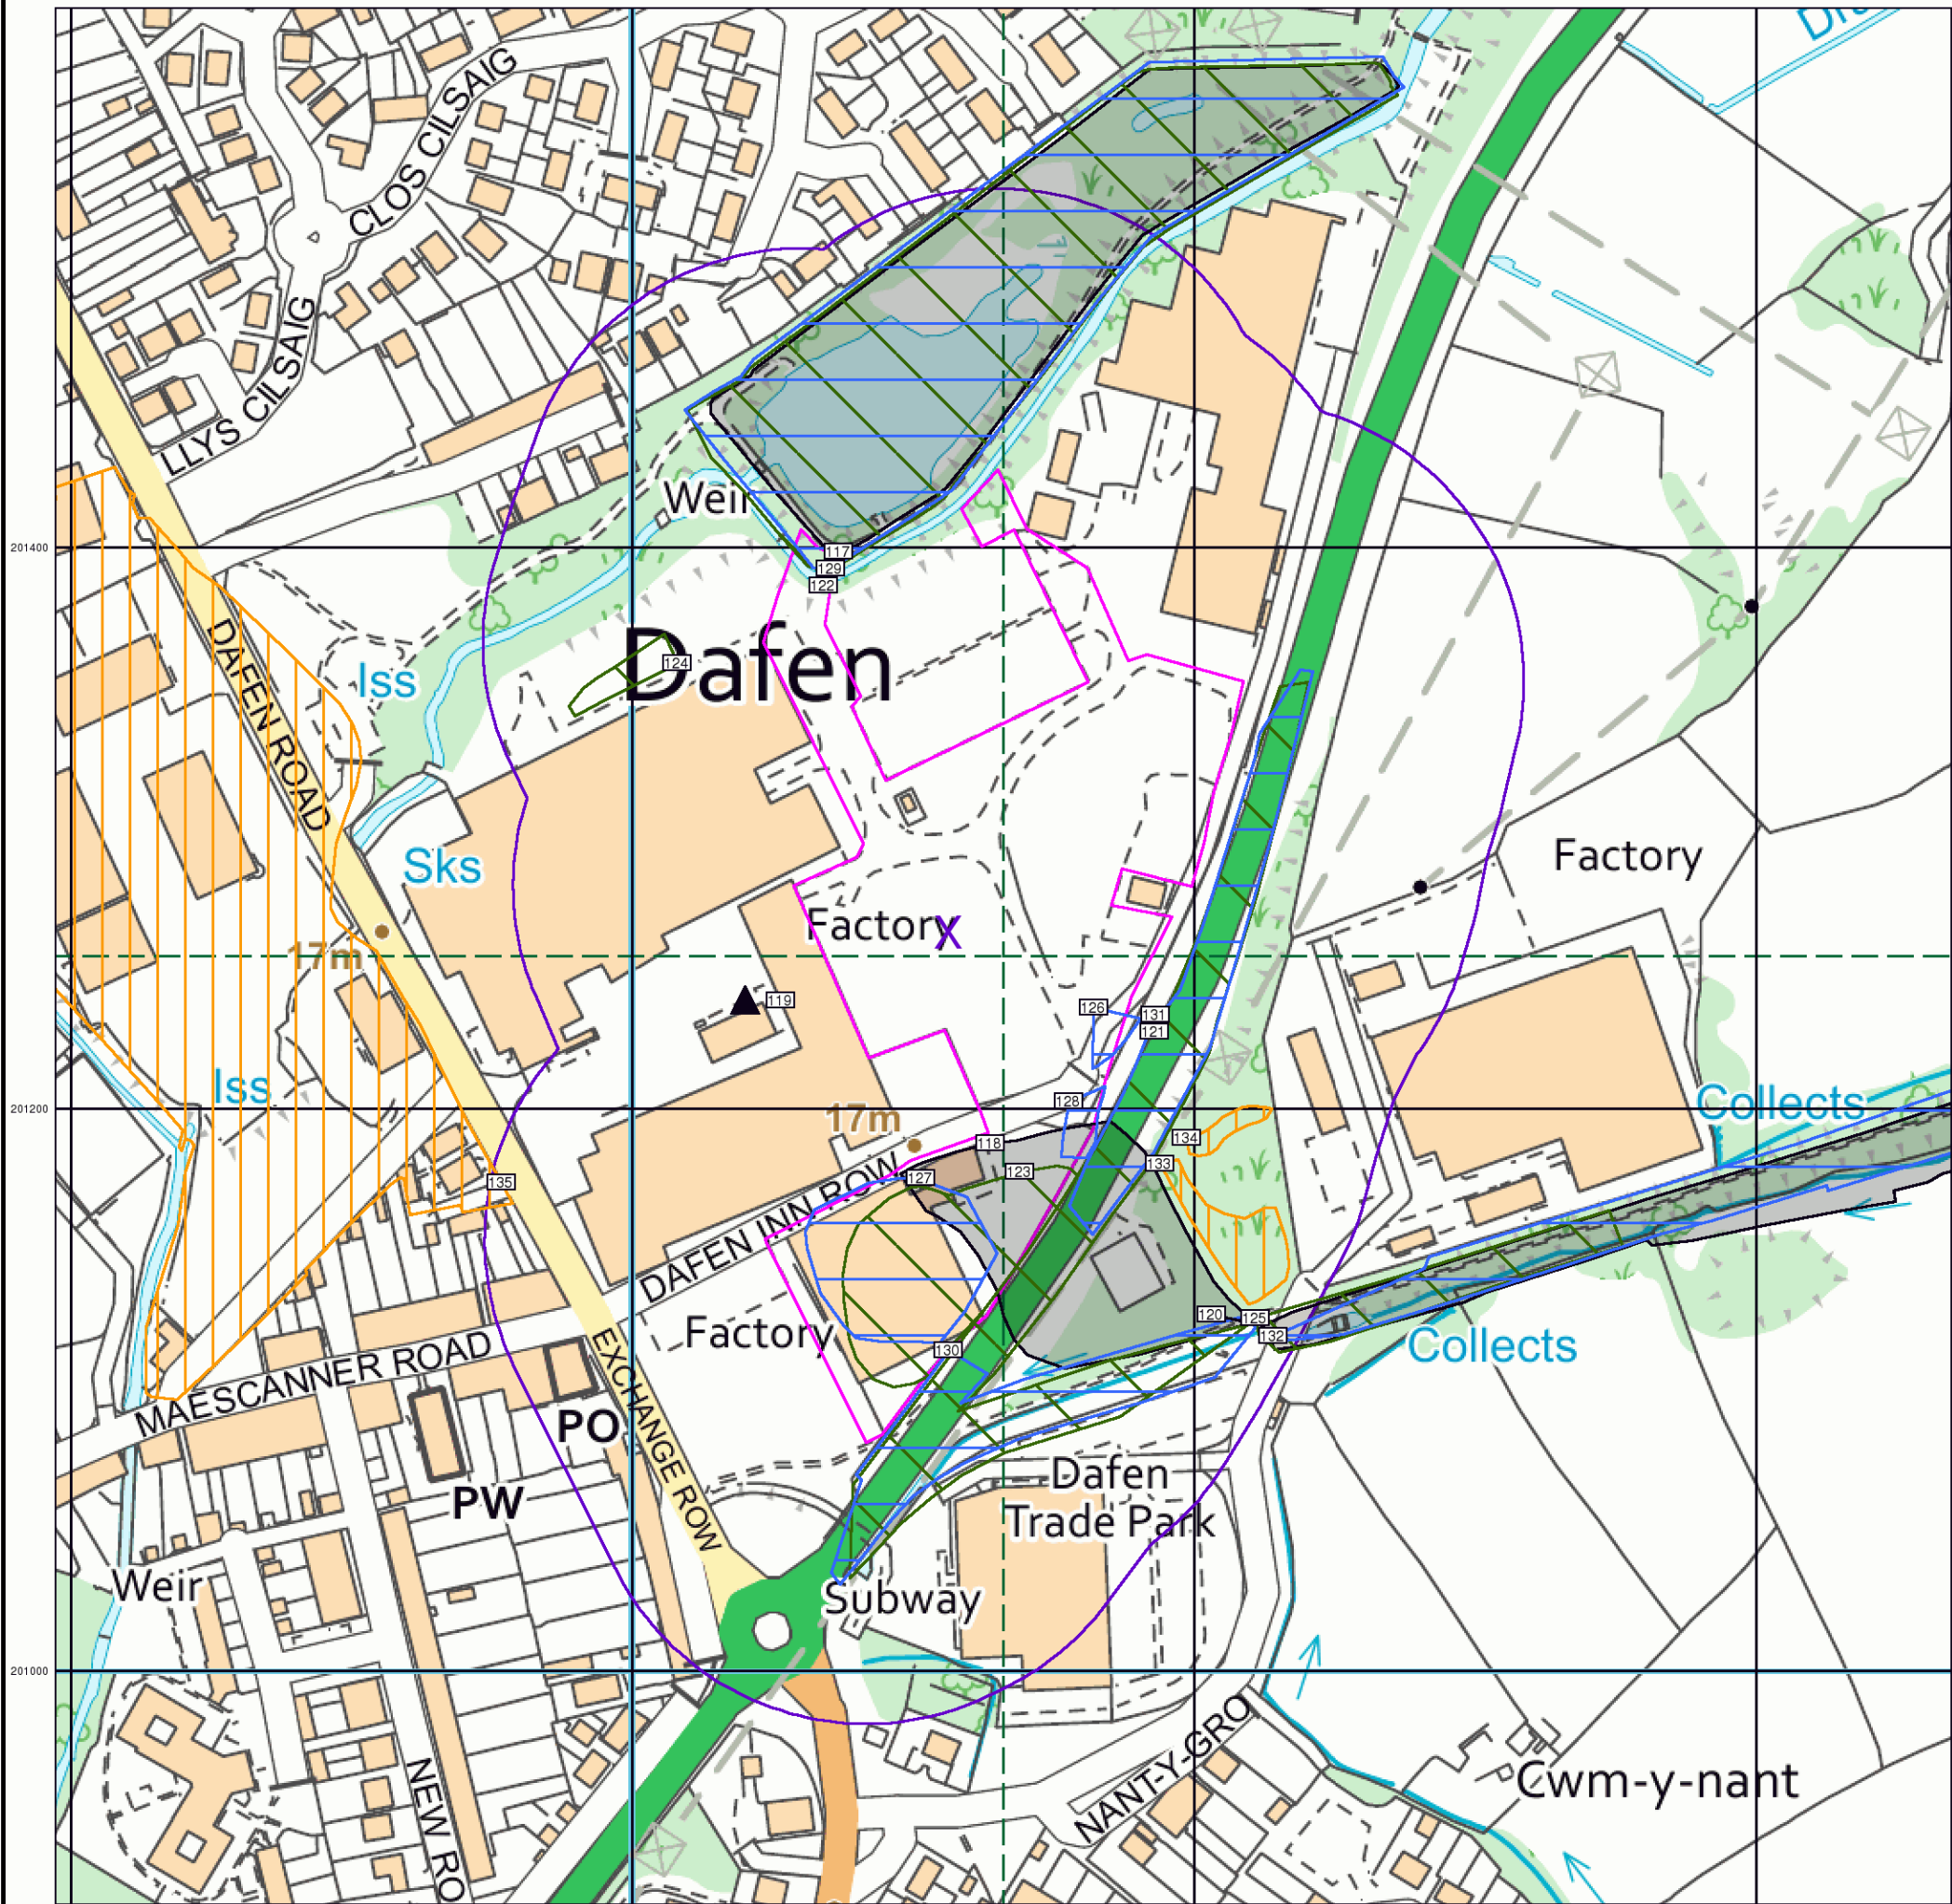 CLOS CILSAIG
LLYS CILSAIG
Weir
117
129
122
201400
Dafen
124
DAFEN ROAD
Iss
Sks
Factory
Factory
X
17m
119
126
131
121
Iss
201200
128
17m
118
134
Collects
135
127
123
133
DAFEN INN ROW
120
125
132
Factory
130
Collects
MAESCANNER ROAD
EXCHANGE ROW
PO
PW
Dafen
Trade Park
Weir
Subway
201000
NEW RO
NANT-Y-GRO
Cwm-y-nant